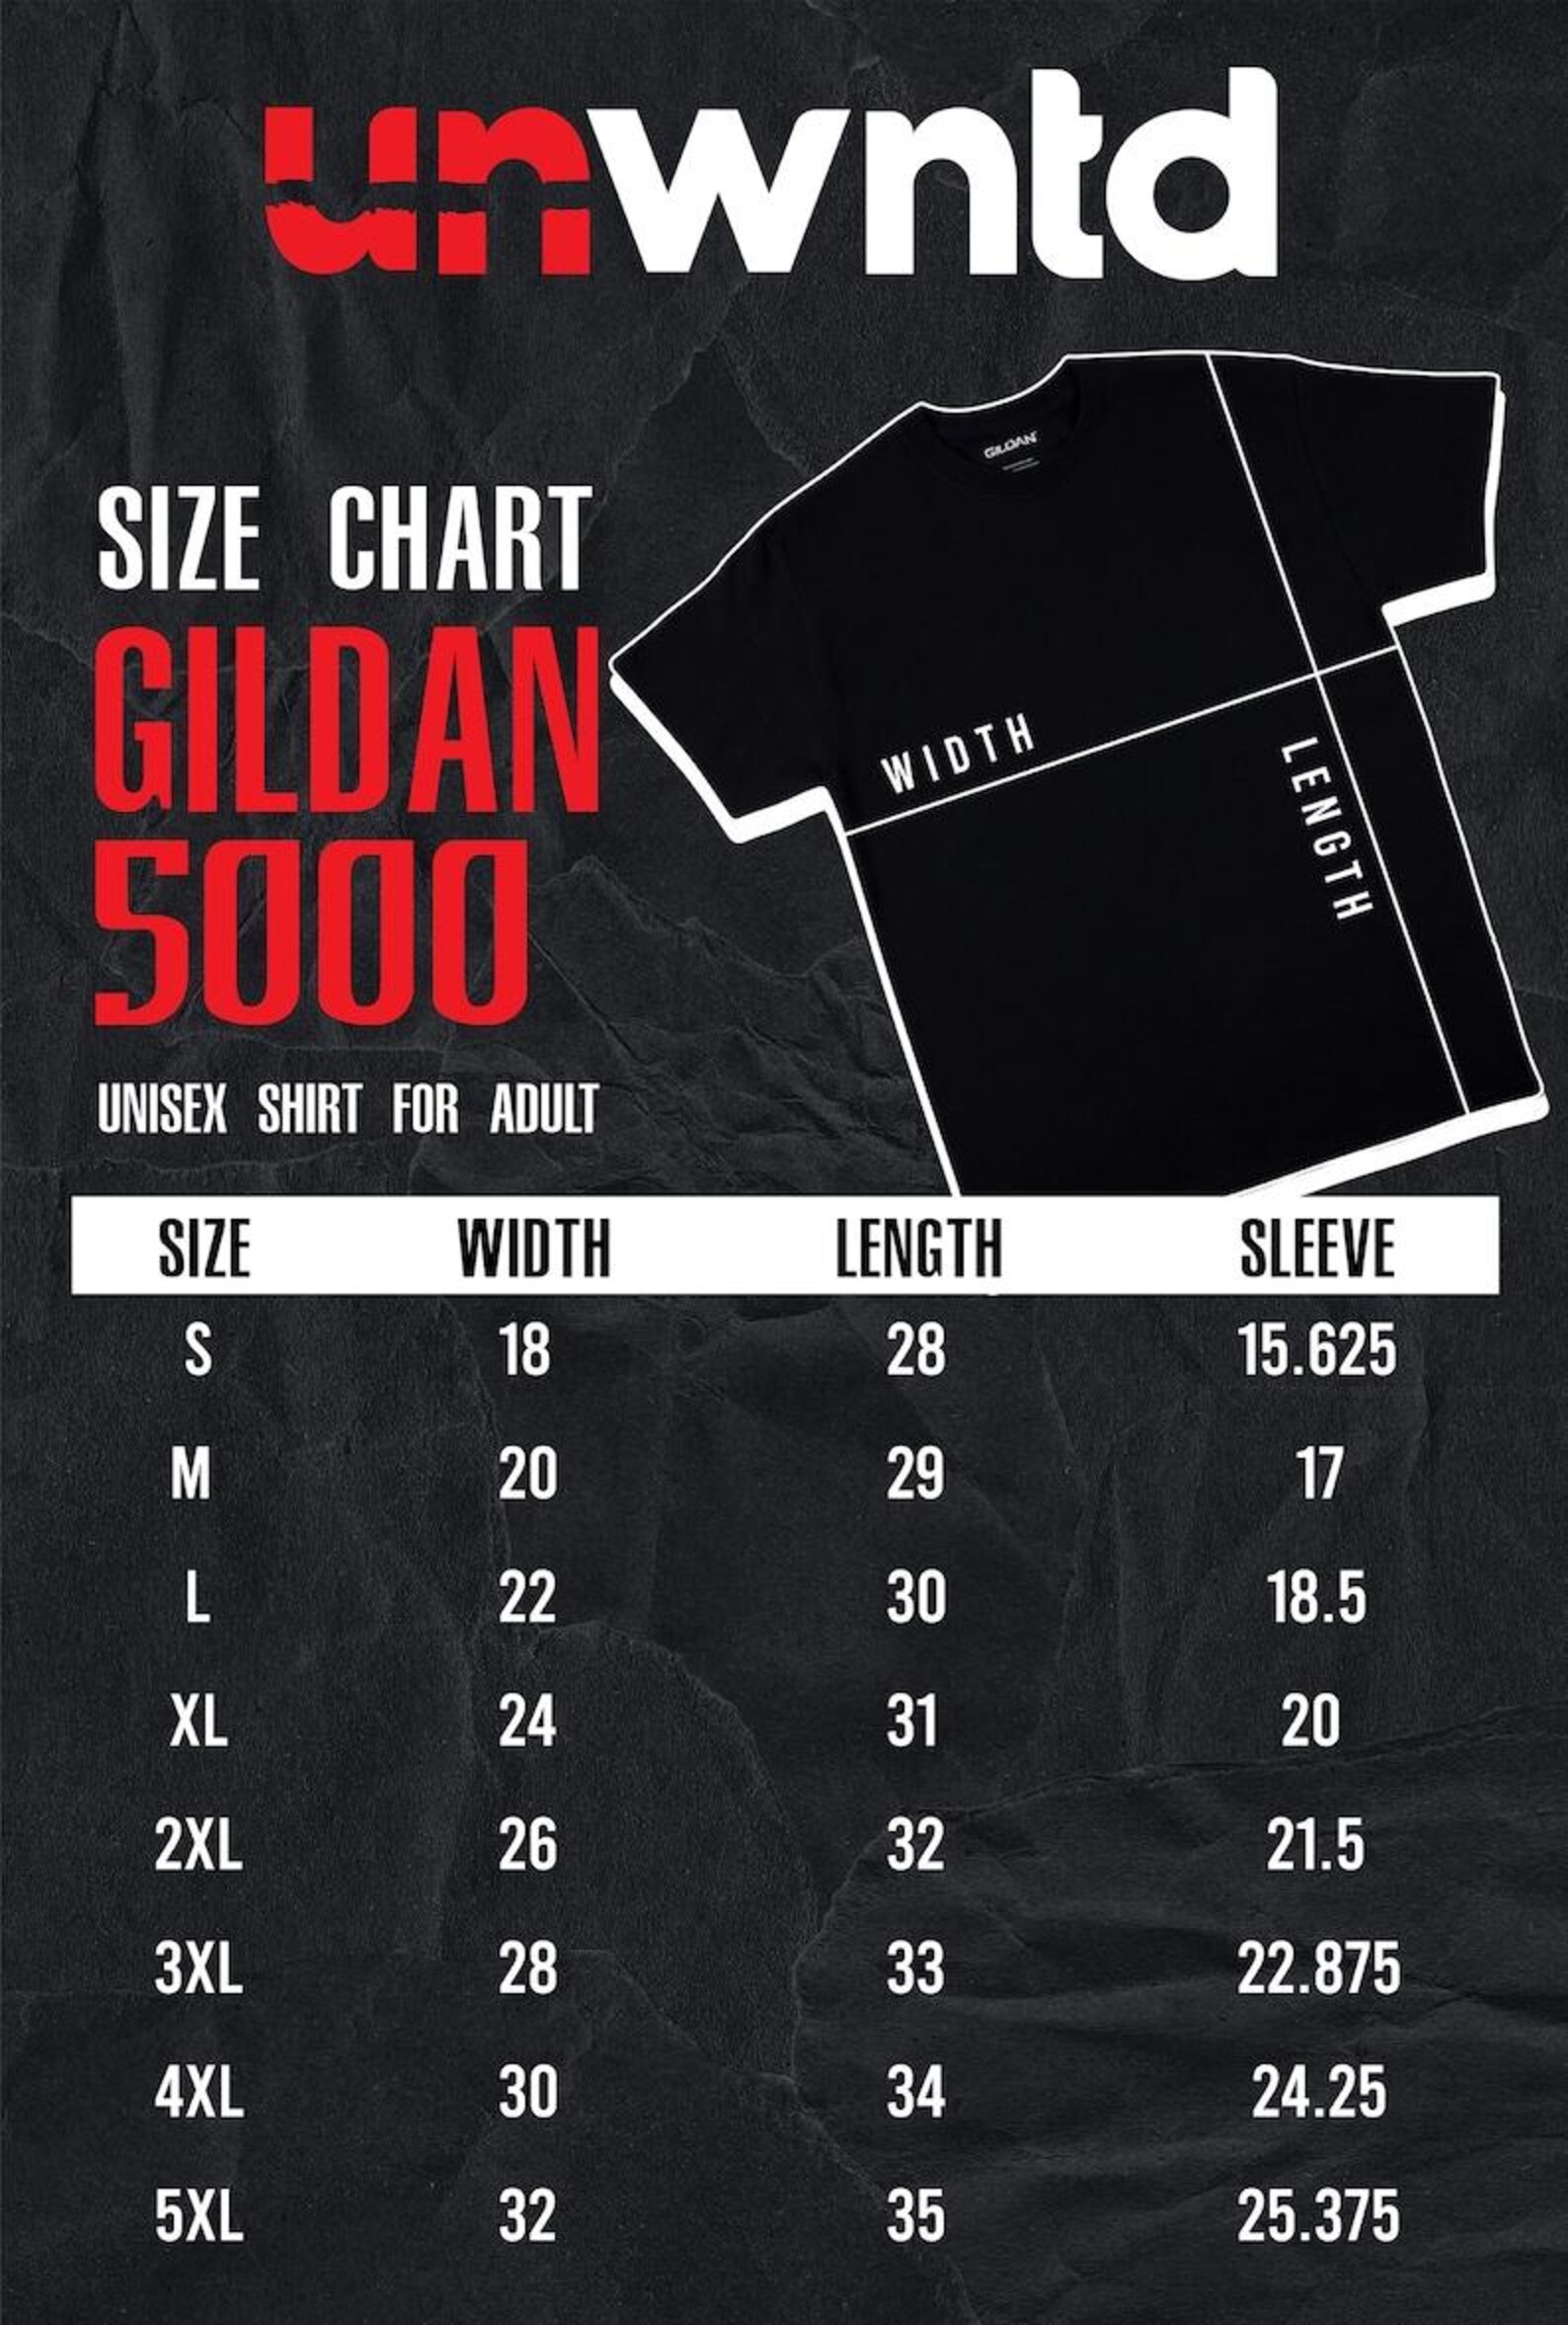 unwntd
GILDAN
SIZE CHART
GILDAN
5000
UNISEX SHIRT FOR ADULT
WIDTH
LENGTH
SIZE WIDTH LENGTH SLEEVE
S 18 28 15.625
M 20 29 17
L 22 30 18.5
XL 24 31 20
2XL 26 32 21.5
3XL 28 33 22.875
4XL 30 34 24.25
5XL 32 35 25.375